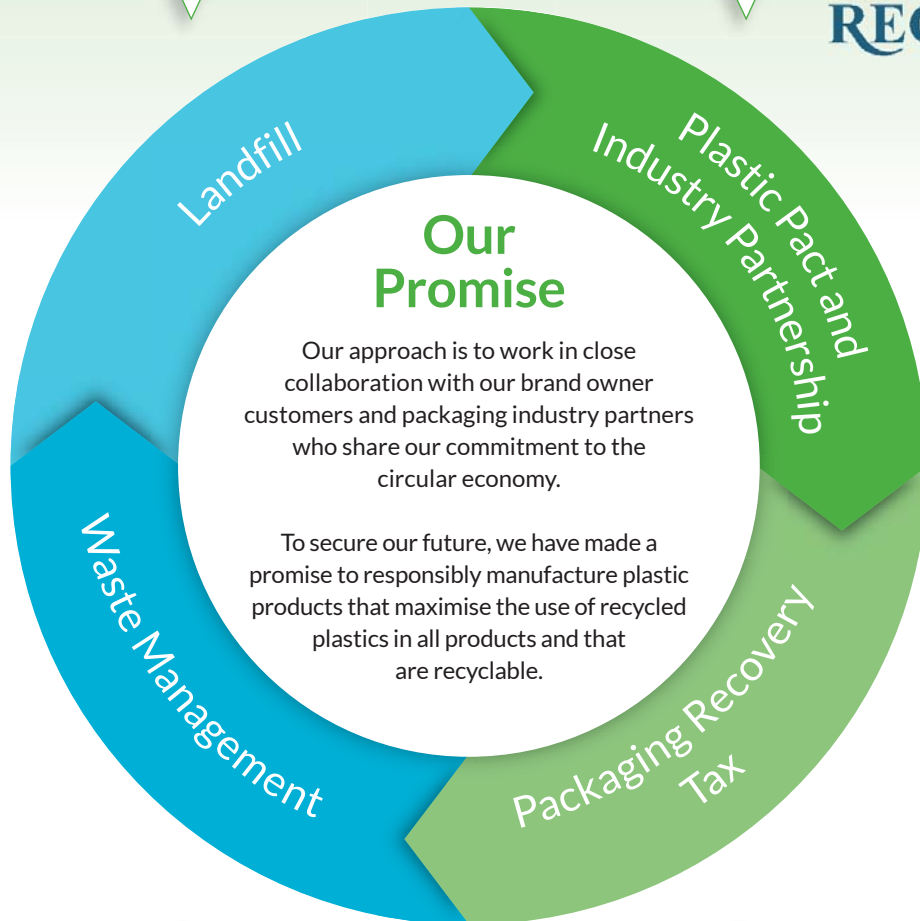 Landfill
Plastic Pact and
Industry Partnership
Our
Promise
Our approach is to work in close
collaboration with our brand owner
customers and packaging industry partners
who share our commitment to the
circular economy.
To secure our future, we have made a
promise to responsibly manufacture plastic
products that maximise the use of recycled
plastics in all products and that
are recyclable.
Waste Management
Packaging Recovery
Tax